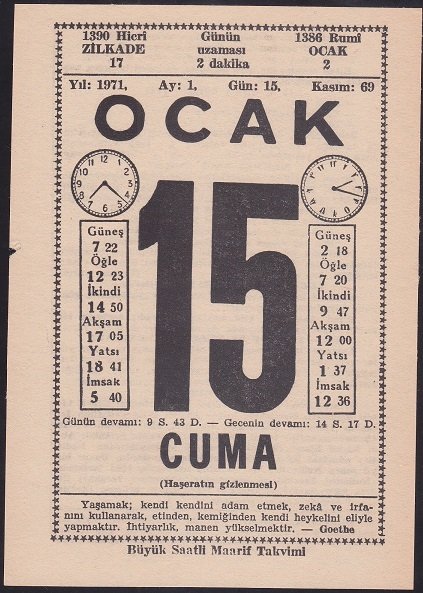 1390 Hicri Günün 1386 Rumî
ZİLKADE uzaması OCAK
17 2 dakika 2
Yıl: 1971, Ay: 1, Gün: 15, Kasım: 69
OCAK
15
Güneş
7 22
Öğle
12 23
İkindi
14 50
Akşam
17 05
Yatsı
18 41
İmsak
5 40
Güneş
2 18
Öğle
7 20
İkindi
9 47
Akşam
12 00
Yatsı
1 37
İmsak
12 36
Günün devamı: 9 S. 43 D. — Gecenin devamı: 14 S. 17 D.
CUMA
(Haşeratın gizlenmesi)
Yaşamak; kendi kendini adam etmek, zekâ ve irfa-
nını kullanarak, etinden, kemiğinden kendi heykelini eliyle
yapmaktır. İhtiyarlık, manen yükselmektir. — Goethe
Büyük Saatli Maarif Takvimi